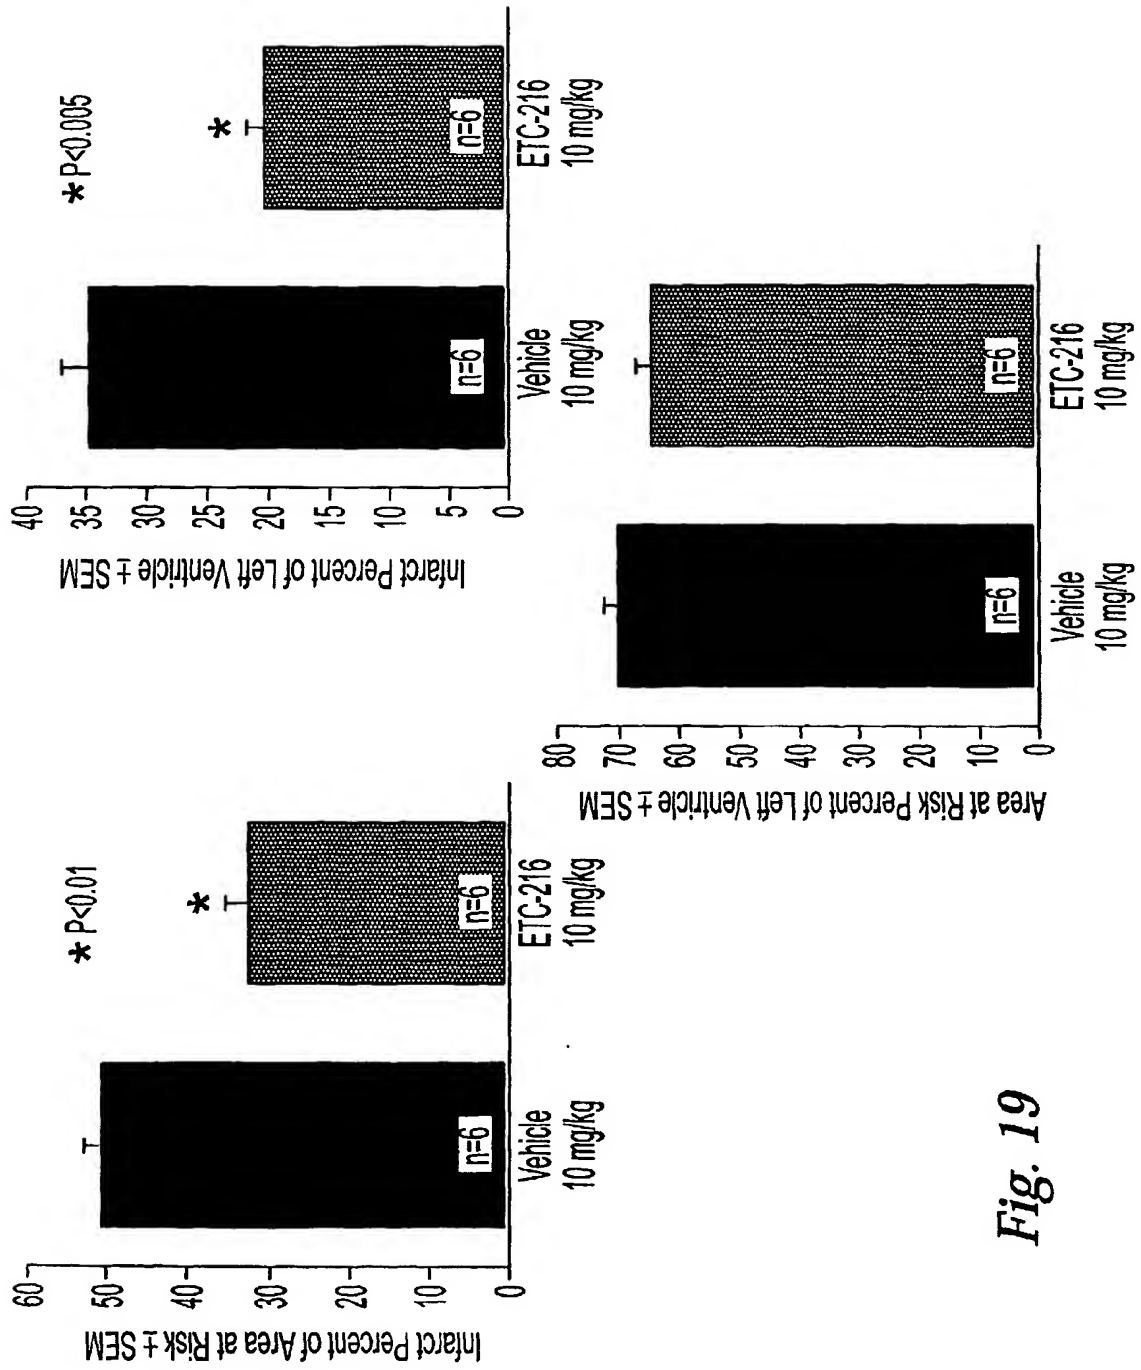 Infarct Percent of Area at Risk ± SEM
60
50
40
30
20
10
0
* P<0.01
*
n=6
n=6
Vehicle
10 mg/kg
ETC-216
10 mg/kg
Infarct Percent of Left Ventricle ± SEM
40
35
30
25
20
15
10
5
0
* P<0.005
*
n=6
n=6
Vehicle
10 mg/kg
ETC-216
10 mg/kg
Area at Risk Percent of Left Ventricle ± SEM
80
70
60
50
40
30
20
10
0
n=6
n=6
Vehicle
10 mg/kg
ETC-216
10 mg/kg
Fig. 19